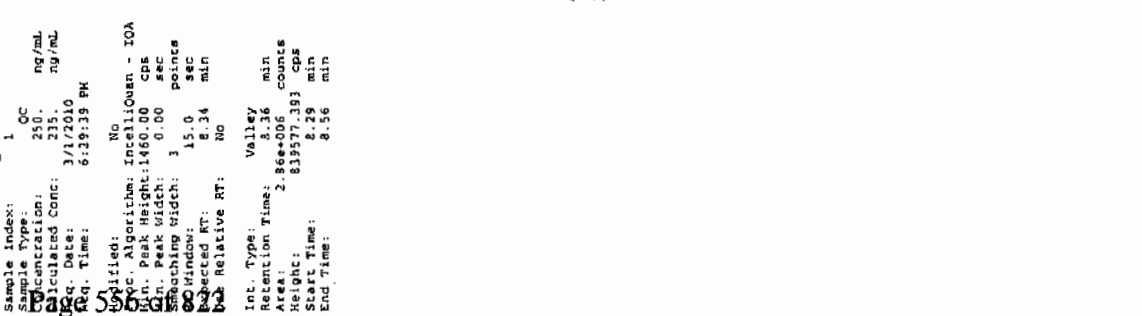 Sample Index: 1
Sample Type: QC
Concentration: 250. ng/mL
Calculated Conc: 235. ng/mL
Acq. Date: 3/1/2010
Acq. Time: 6:39:39 PM
Modified: No
Proc. Algorithm: IntelliQuan - IQA
Min. Peak Height: 1460.00 cps
Min. Peak Width: 0.00 sec
Smoothing Width: 3 points
RT Window: 15.0 sec
Expected RT: 8.34 min
Use Relative RT: No
Int. Type: Valley
Retention Time: 8.36 min
Area: 2.86e+006 counts
Height: 839577.393 cps
Start Time: 8.29 min
End Time: 8.56 min
Page 556 of 822